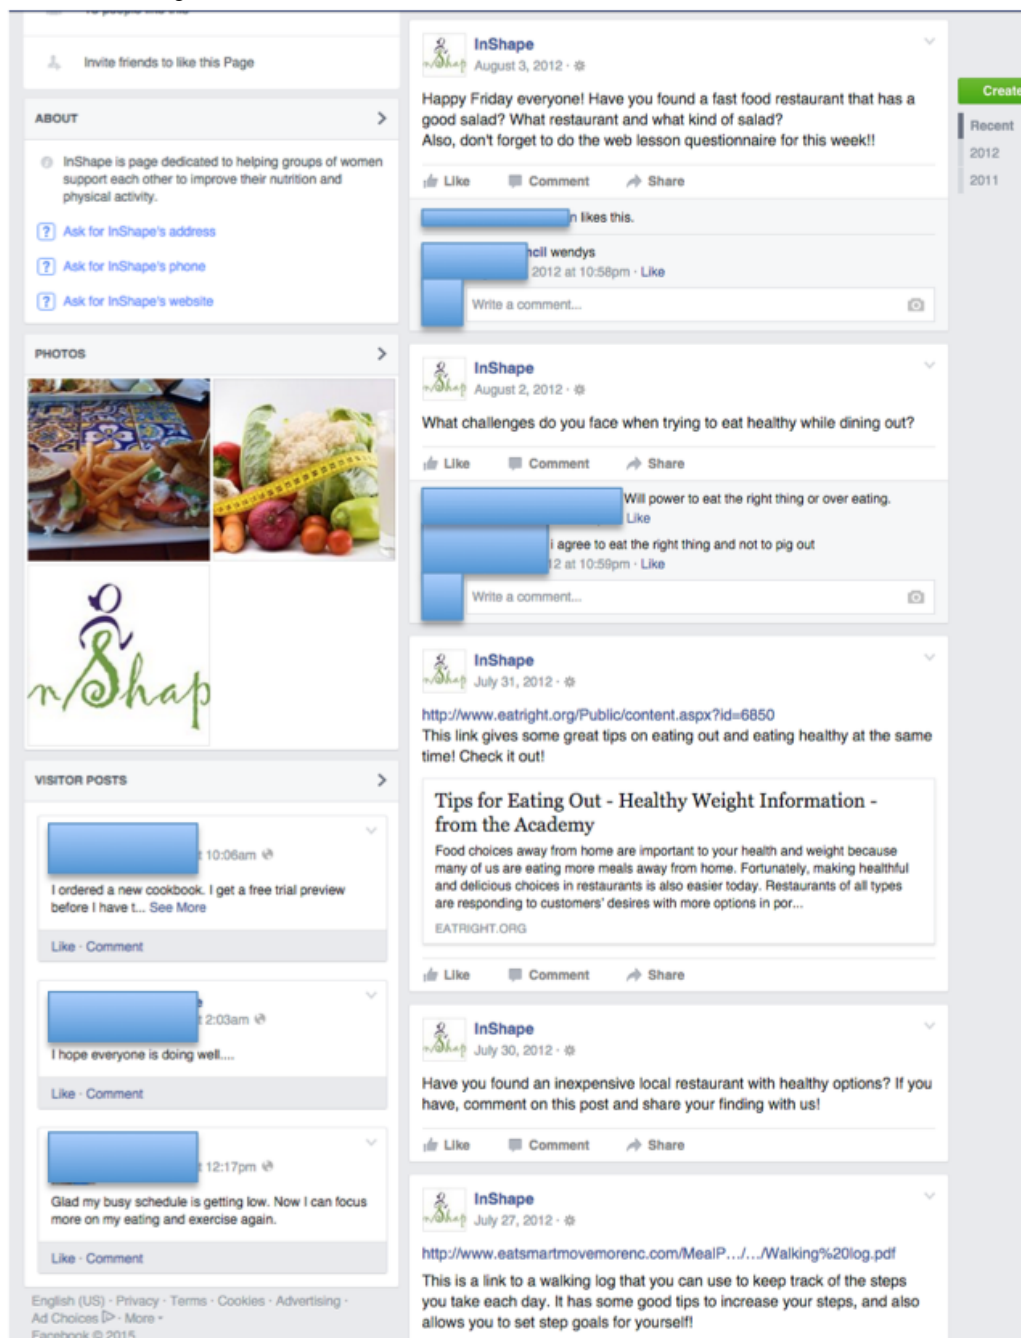 Invite friends to like this Page
ABOUT
InShape is page dedicated to helping groups of women
support each other to improve their nutrition and
physical activity.
? Ask for InShape's address
? Ask for InShape's phone
? Ask for InShape's website
PHOTOS
n/Shap
VISITOR POSTS
10:06am
I ordered a new cookbook. I get a free trial preview
before I have t... See More
Like · Comment
2:03am
I hope everyone is doing well....
Like · Comment
12:17pm
Glad my busy schedule is getting low. Now I can focus
more on my eating and exercise again.
Like · Comment
English (US) · Privacy · Terms · Cookies · Advertising ·
Ad Choices · More
Facebook © 2015
InShape
August 3, 2012
Happy Friday everyone! Have you found a fast food restaurant that has a
good salad? What restaurant and what kind of salad?
Also, don't forget to do the web lesson questionnaire for this week!!
Like Comment Share
n likes this.
ncil wendys
2012 at 10:58pm · Like
Write a comment...
InShape
August 2, 2012
What challenges do you face when trying to eat healthy while dining out?
Like Comment Share
Will power to eat the right thing or over eating.
Like
i agree to eat the right thing and not to pig out
12 at 10:59pm · Like
Write a comment...
InShape
July 31, 2012
http://www.eatright.org/Public/content.aspx?id=6850
This link gives some great tips on eating out and eating healthy at the same
time! Check it out!
Tips for Eating Out - Healthy Weight Information -
from the Academy
Food choices away from home are important to your health and weight because
many of us are eating more meals away from home. Fortunately, making healthful
and delicious choices in restaurants is also easier today. Restaurants of all types
are responding to customers' desires with more options in por...
EATRIGHT.ORG
Like Comment Share
InShape
July 30, 2012
Have you found an inexpensive local restaurant with healthy options? If you
have, comment on this post and share your finding with us!
Like Comment Share
InShape
July 27, 2012
http://www.eatsmartmovemorenc.com/MealP.../.../Walking%20log.pdf
This is a link to a walking log that you can use to keep track of the steps
you take each day. It has some good tips to increase your steps, and also
allows you to set step goals for yourself!
Create
Recent
2012
2011